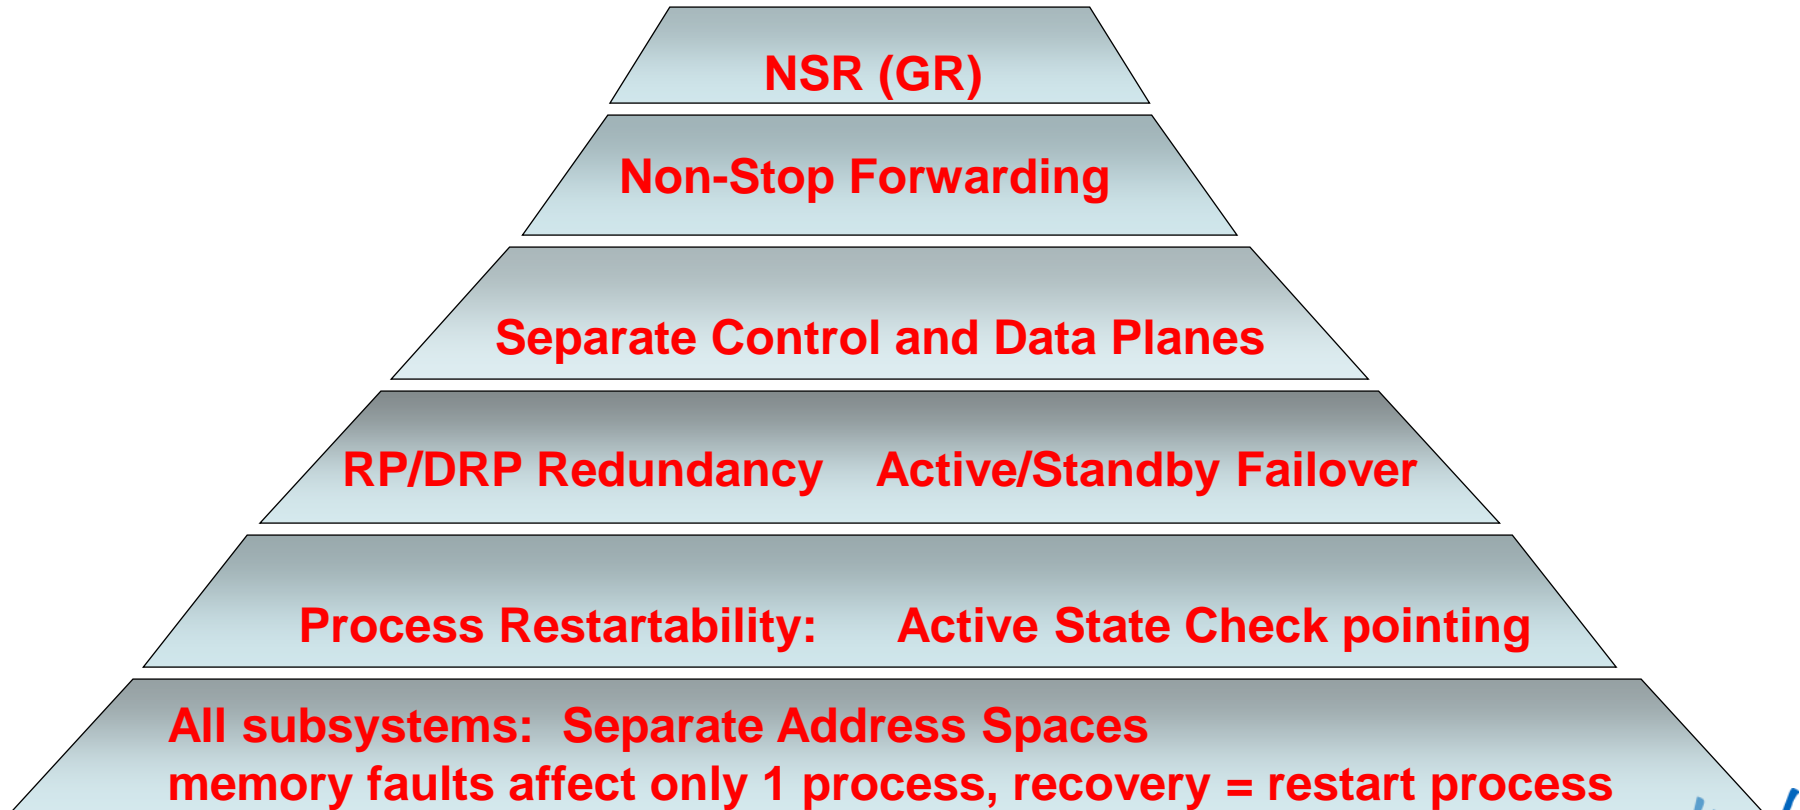 NSR (GR)
Non-Stop Forwarding
Separate Control and Data Planes
RP/DRP Redundancy Active/Standby Failover
Process Restartability: Active State Check pointing
All subsystems: Separate Address Spaces
memory faults affect only 1 process, recovery = restart process